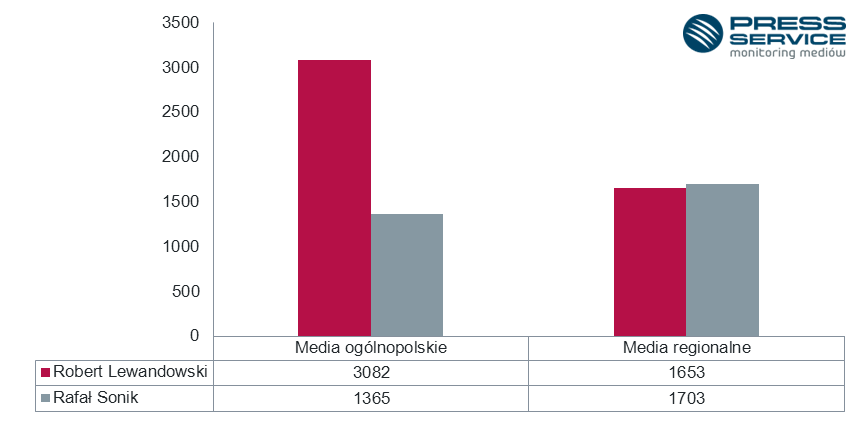 PRESS
SERVICE
monitoring mediów
3500
3000
2500
2000
1500
1000
500
0
Media ogólnopolskie Media regionalne
Robert Lewandowski 3082 1653
Rafał Sonik 1365 1703